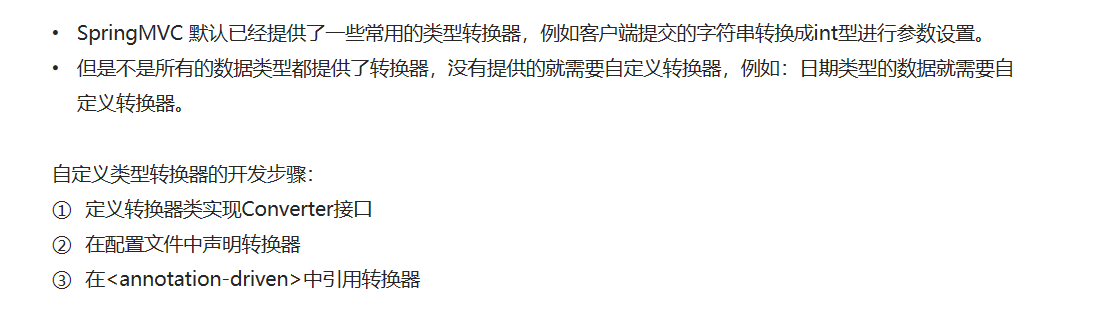 • SpringMVC 默认已经提供了一些常用的类型转换器，例如客户端提交的字符串转换成int型进行参数设置。
• 但是不是所有的数据类型都提供了转换器，没有提供的就需要自定义转换器，例如：日期类型的数据就需要自
定义转换器。
自定义类型转换器的开发步骤：
① 定义转换器类实现Converter接口
② 在配置文件中声明转换器
③ 在<annotation-driven>中引用转换器